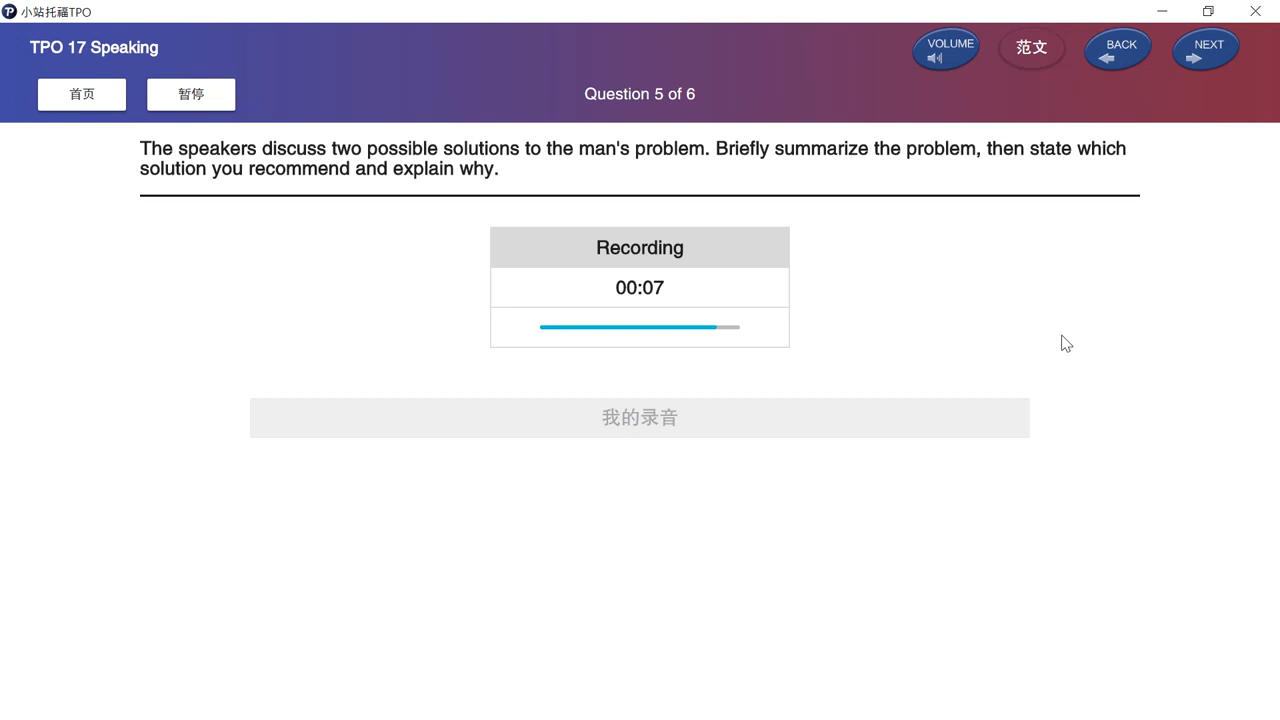 小站托福TPO
TPO 17 Speaking
VOLUME
范文
BACK
NEXT
首页
暂停
Question 5 of 6
The speakers discuss two possible solutions to the man's problem. Briefly summarize the problem, then state which
solution you recommend and explain why.
Recording
00:07
我的录音